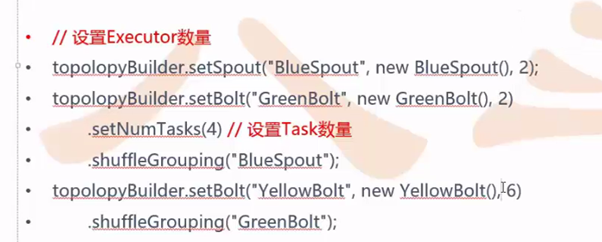 • // 设置Executor数量
• topolopyBuilder.setSpout("BlueSpout", new BlueSpout(), 2);
• topolopyBuilder.setBolt("GreenBolt", new GreenBolt(), 2)
• .setNumTasks(4) // 设置Task数量
• .shuffleGrouping("BlueSpout");
• topolopyBuilder.setBolt("YellowBolt", new YellowBolt(), 6)
• .shuffleGrouping("GreenBolt");